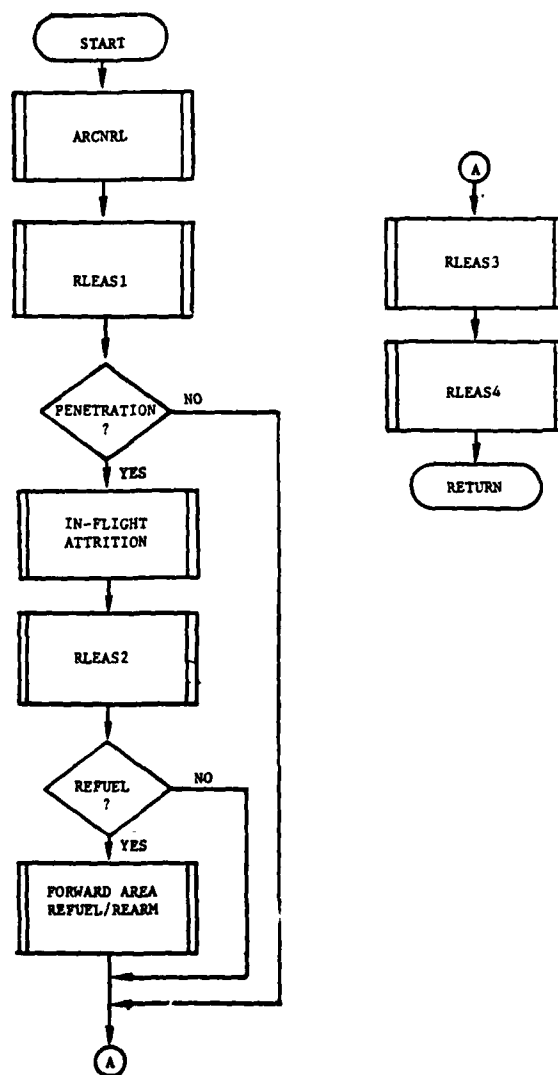 START
ARCNRL
RLEAS1
PENETRATION
?
NO
YES
IN-FLIGHT
ATTRITION
RLEAS2
REFUEL
?
NO
YES
FORWARD AREA
REFUEL/REARM
A
A
RLEAS3
RLEAS4
RETURN